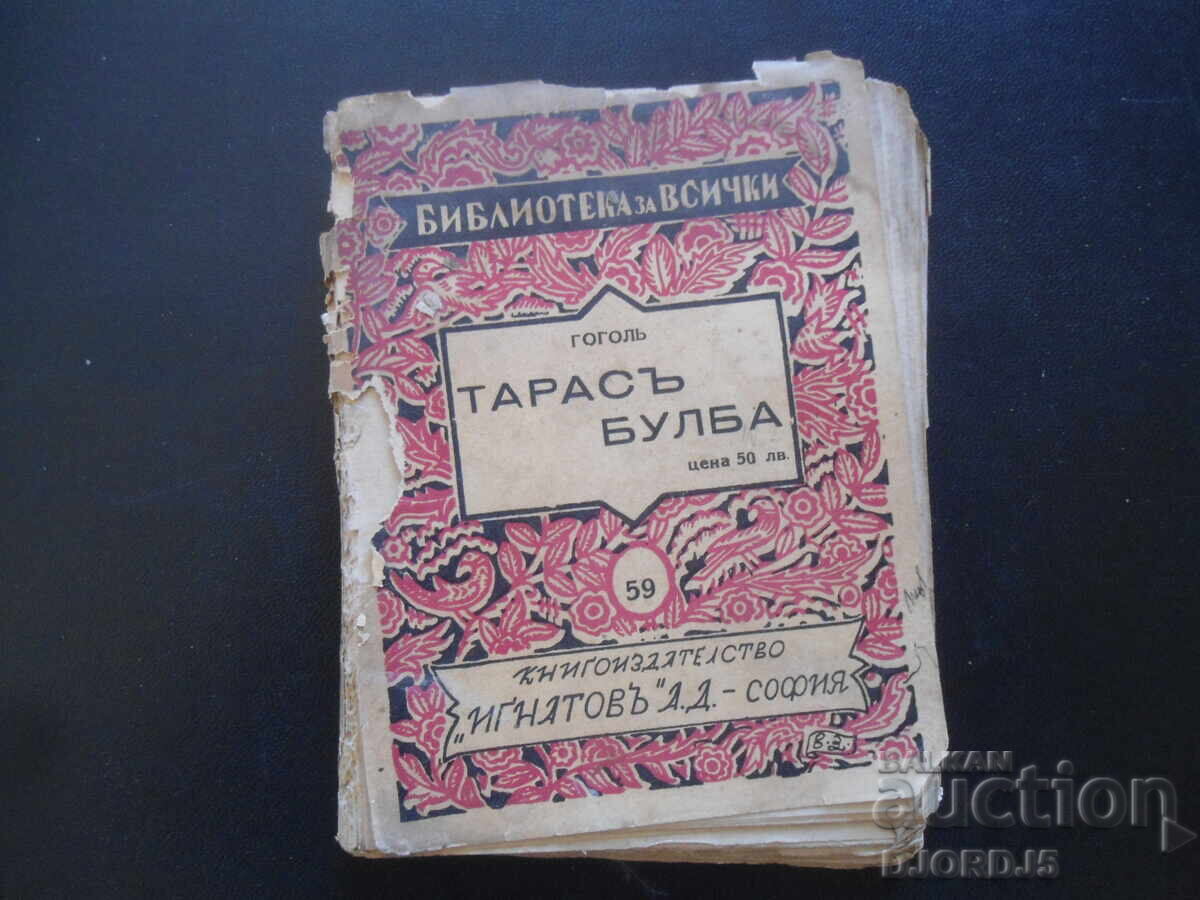 БИБЛИОТЕКА ЗА ВСИЧКИ
ГОГОЛЬ
ТАРАСЪ
БУЛБА
цена 50 лв.
59
КНИГОИЗДАТЕЛСТВО
„ИГНАТОВЪ" А.Д. – СОФИЯ
В.З.
BALKAN
auction
DJORDJ5